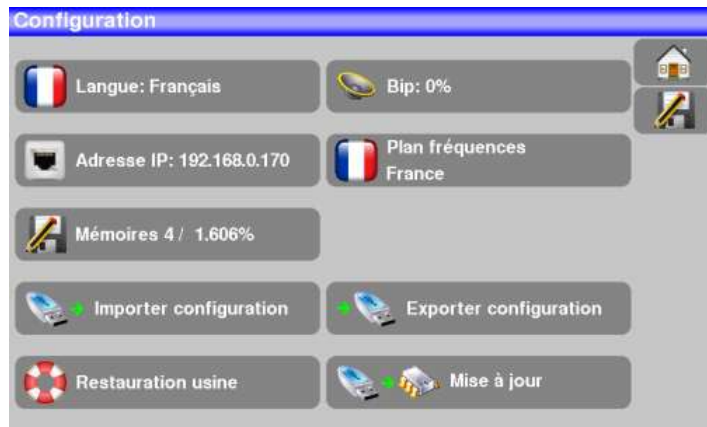 Configuration
Langue: Français
Bip: 0%
Adresse IP: 192.168.0.170
Plan fréquences
France
Mémoires 4 / 1.606%
Importer configuration
Exporter configuration
Restauration usine
Mise à jour